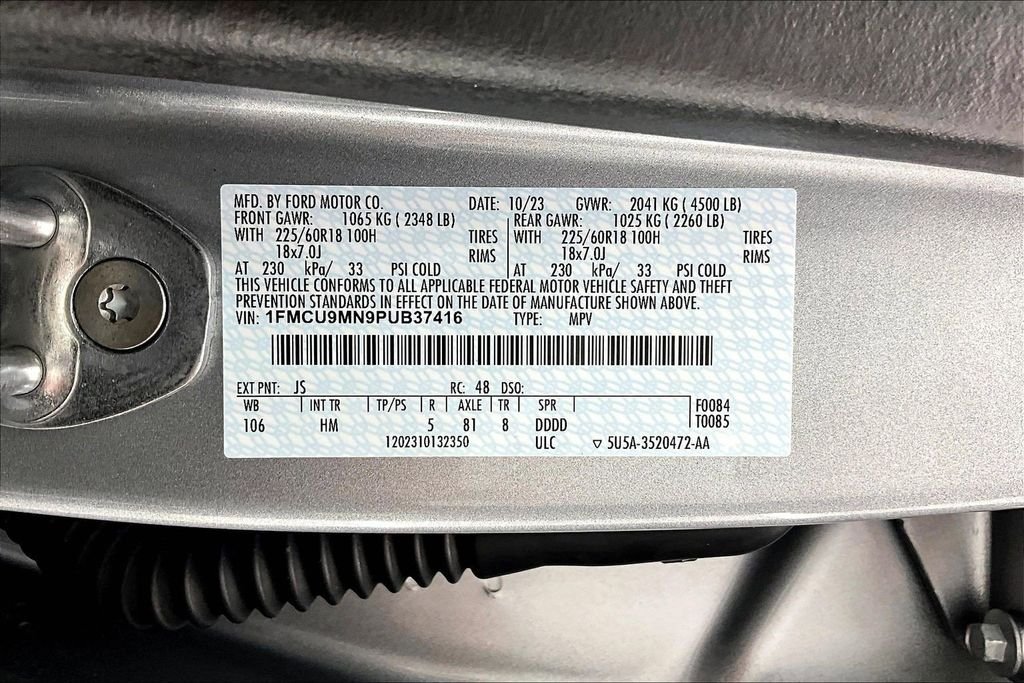 MFD. BY FORD MOTOR CO. DATE: 10/23 GVWR: 2041 KG ( 4500 LB)
FRONT GAWR: 1065 KG ( 2348 LB) REAR GAWR: 1025 KG ( 2260 LB)
WITH 225/60R18 100H TIRES WITH 225/60R18 100H TIRES
18x7.0J RIMS 18x7.0J RIMS
AT 230 kPa/ 33 PSI COLD AT 230 kPa/ 33 PSI COLD
THIS VEHICLE CONFORMS TO ALL APPLICABLE FEDERAL MOTOR VEHICLE SAFETY AND THEFT
PREVENTION STANDARDS IN EFFECT ON THE DATE OF MANUFACTURE SHOWN ABOVE.
VIN: 1FMCU9MN9PUB37416 TYPE: MPV
EXT PNT: JS RC: 48 DSO:
WB INT TR TP/PS R AXLE TR SPR F0084
106 HM 5 81 8 DDDD T0085
1202310132350 ULC ▽ 5U5A-3520472-AA